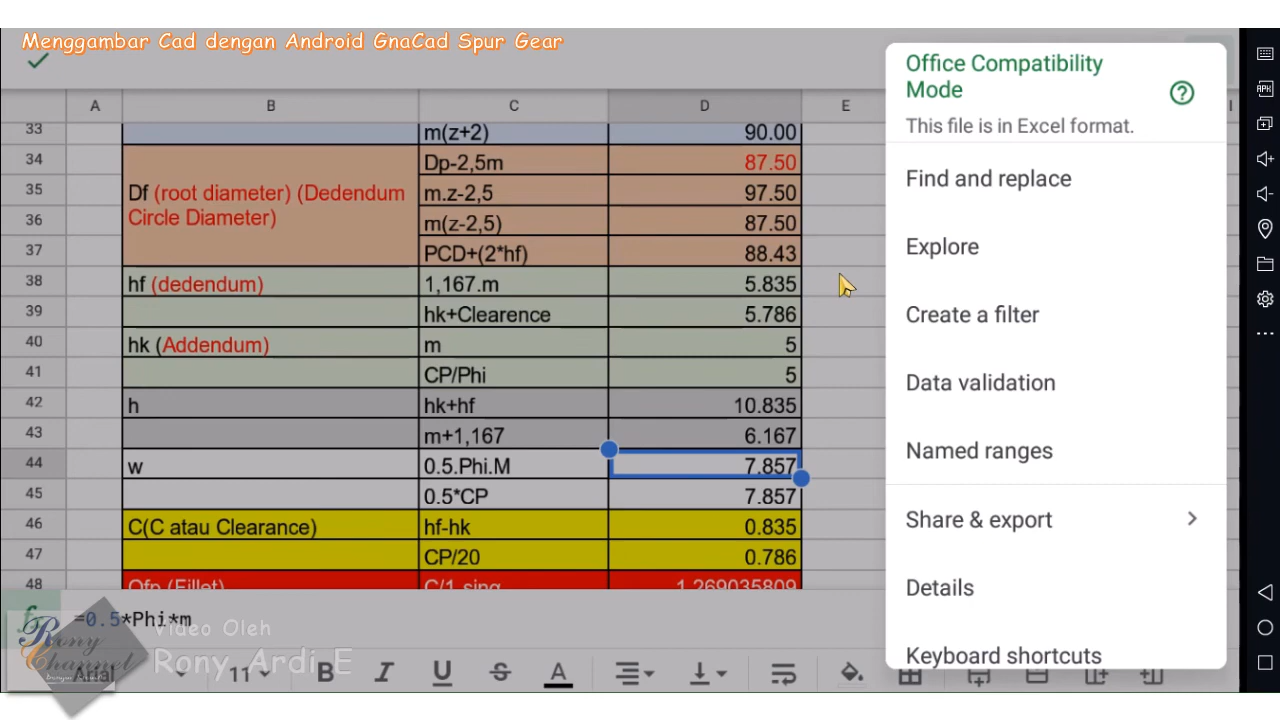 Menggambar Cad dengan Android GnaCad Spur Gear
Office Compatibility
Mode
This file is in Excel format.
Find and replace
Explore
Create a filter
Data validation
Named ranges
Share & export
Details
Keyboard shortcuts
A B C D E
33 m(z+2) 90.00
34 Dp-2,5m 87.50
35 Df (root diameter) (Dedendum m.z-2,5 97.50
Circle Diameter)
36 m(z-2,5) 87.50
37 PCD+(2*hf) 88.43
38 hf (dedendum) 1,167.m 5.835
39 hk+Clearence 5.786
40 hk (Addendum) m 5
41 CP/Phi 5
42 h hk+hf 10.835
43 m+1,167 6.167
44 w 0.5.Phi.M 7.857
45 0.5*CP 7.857
46 C(C atau Clearance) hf-hk 0.835
47 CP/20 0.786
48 Qfp (Fillet) C/1 sing 1.269035809
=0.5*Phi*m
Video Oleh
Rony Ardi E
Rony
Channel
Arial 11 B I U S A
APK